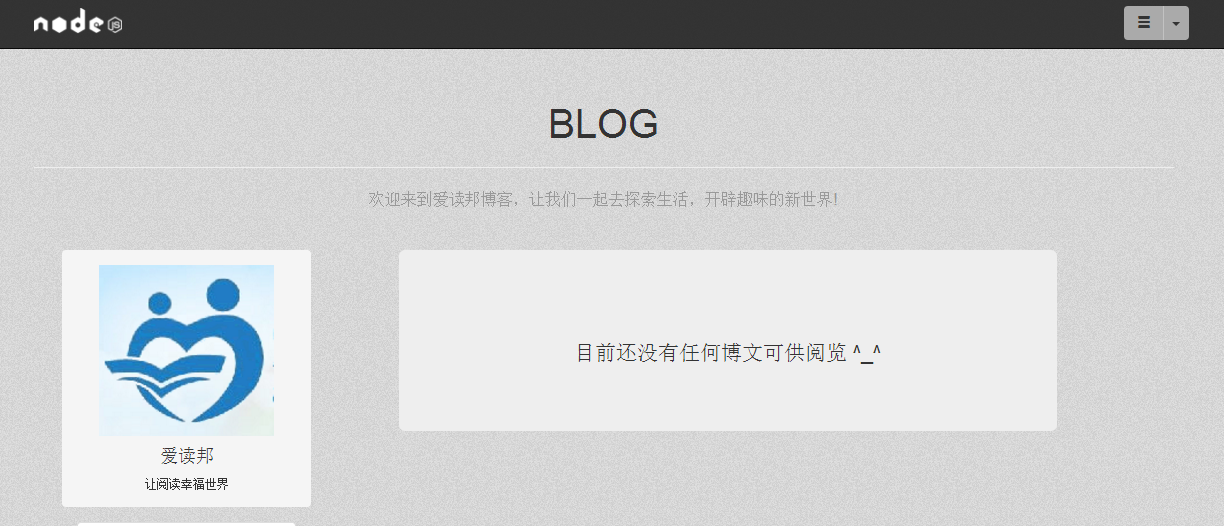 node JS
BLOG
欢迎来到爱读邦博客，让我们一起去探索生活，开辟趣味的新世界!
爱读邦
让阅读幸福世界
目前还没有任何博文可供阅览 ^_^